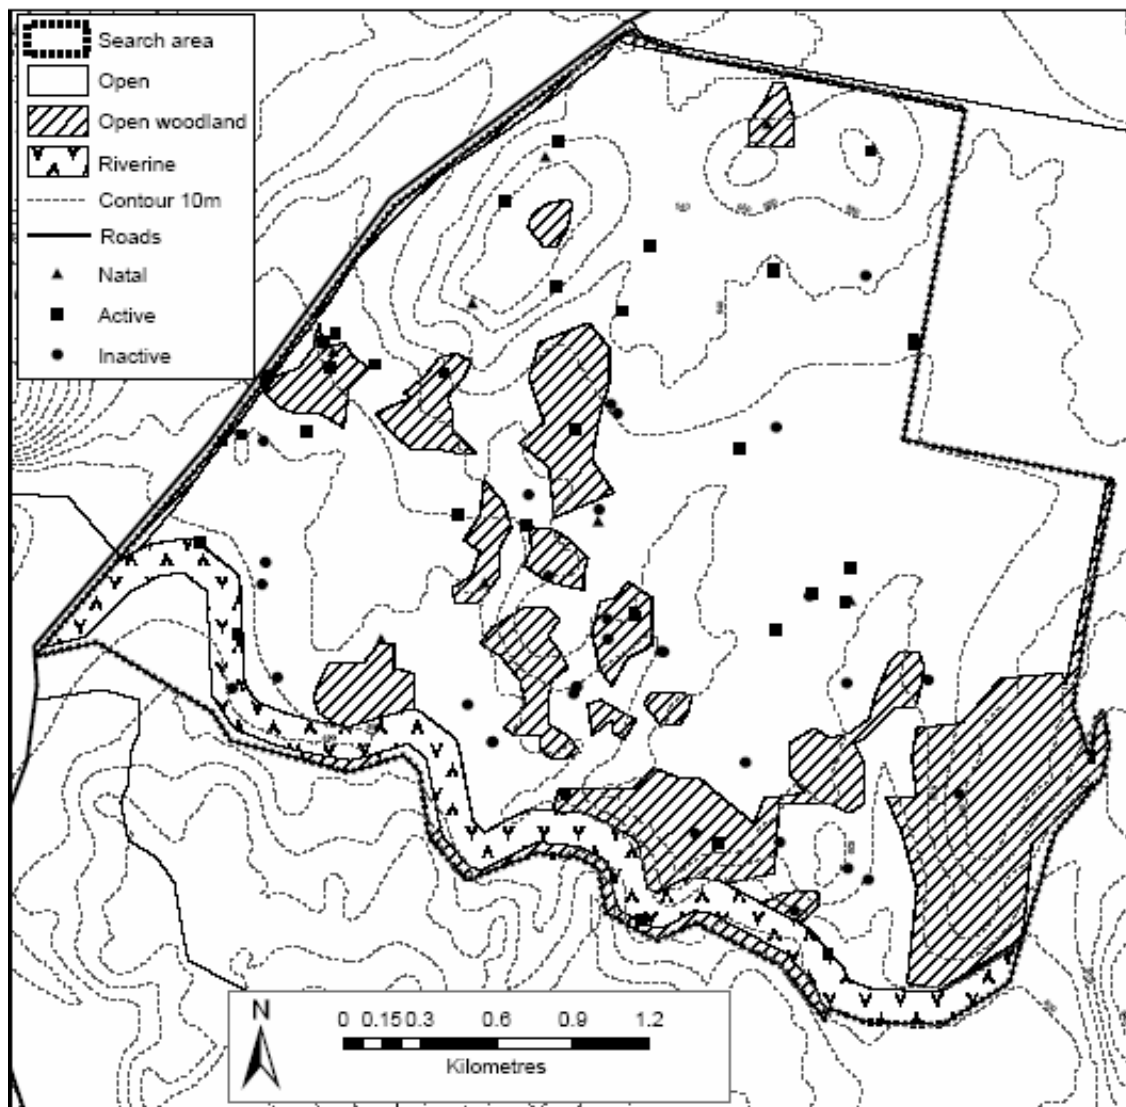 Search area
Open
Open woodland
Riverine
Contour 10m
Roads
Natal
Active
Inactive
N
0 0.15 0.3 0.6 0.9 1.2
Kilometres